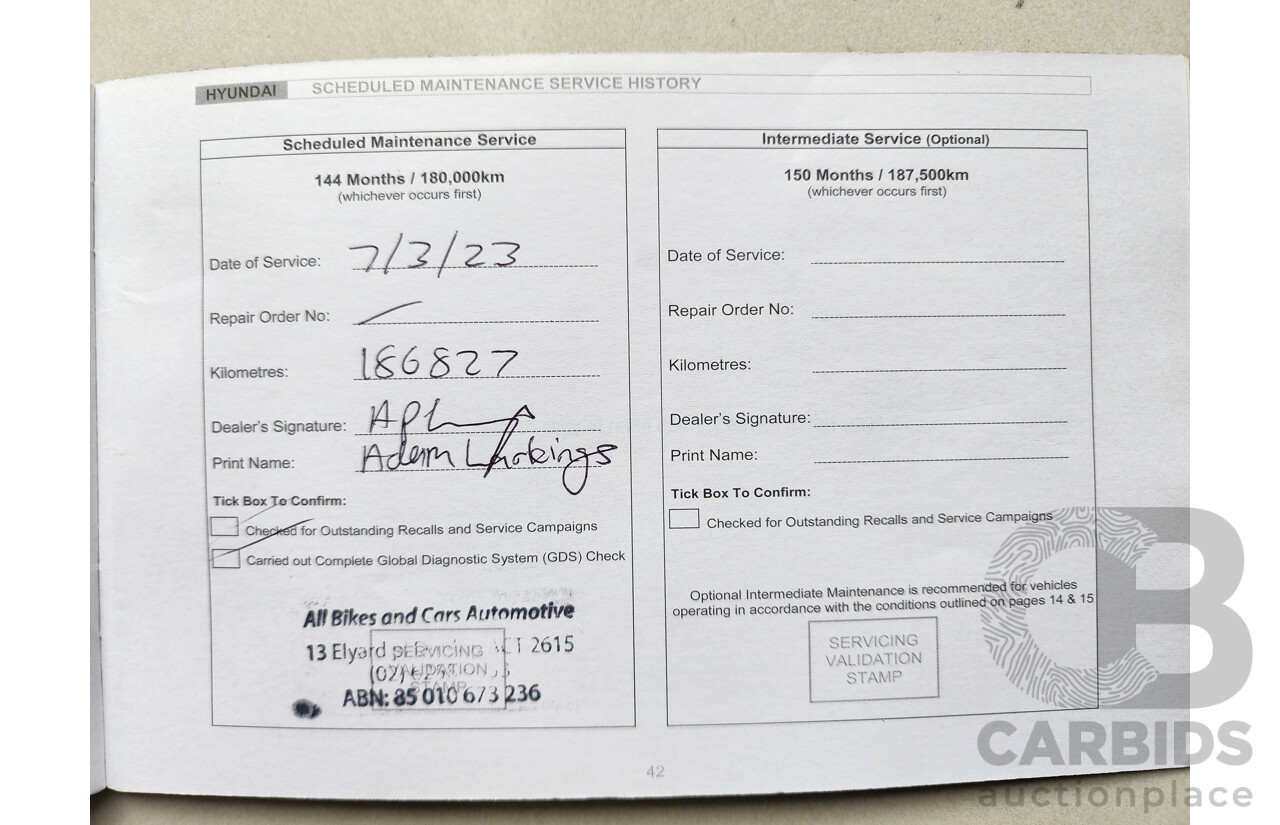 HYUNDAI SCHEDULED MAINTENANCE SERVICE HISTORY
Scheduled Maintenance Service
144 Months / 180,000km
(whichever occurs first)
Date of Service: 7/3/23
Repair Order No:
Kilometres: 186827
Dealer's Signature:
Print Name: Adam Larkings
Tick Box To Confirm:
Checked for Outstanding Recalls and Service Campaigns
Carried out Complete Global Diagnostic System (GDS) Check
All Bikes and Cars Automotive
13 Elyard 2615
(02)
ABN: 85 010 673 236
SERVICING
VALIDATION
STAMP
Intermediate Service (Optional)
150 Months / 187,500km
(whichever occurs first)
Date of Service:
Repair Order No:
Kilometres:
Dealer's Signature:
Print Name:
Tick Box To Confirm:
Checked for Outstanding Recalls and Service Campaigns
Optional Intermediate Maintenance is recommended for vehicles
operating in accordance with the conditions outlined on pages 14 & 15
SERVICING
VALIDATION
STAMP
42
CARBIDS
auctionplace